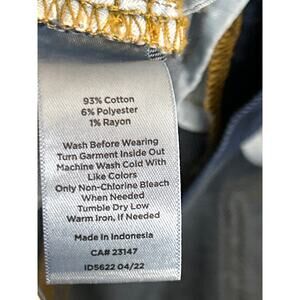 93% Cotton
6% Polyester
1% Rayon
Wash Before Wearing
Turn Garment Inside Out
Machine Wash Cold With
Like Colors
Only Non-Chlorine Bleach
When Needed
Tumble Dry Low
Warm Iron, If Needed
Made In Indonesia
CA# 23147
ID5622 04/22